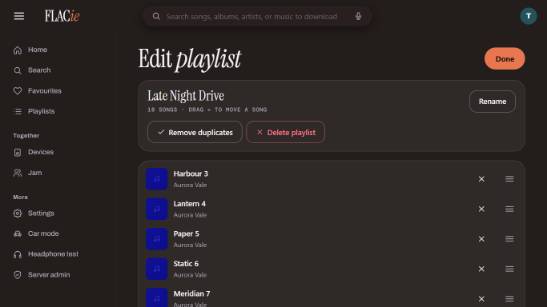 FLACie
Search songs, albums, artists, or music to download
T
Home
Search
Favourites
Playlists
Together
Devices
Jam
More
Settings
Car mode
Headphone test
Server admin
Edit playlist
Done
Late Night Drive
10 SONGS · DRAG ≡ TO MOVE A SONG
Rename
Remove duplicates
Delete playlist
Harbour 3
Aurora Vale
Lantern 4
Aurora Vale
Paper 5
Aurora Vale
Static 6
Aurora Vale
Meridian 7
Aurora Vale